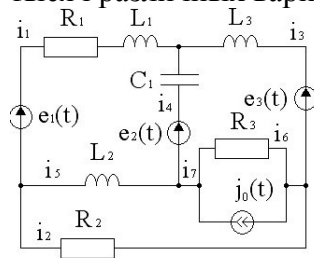 i₁ R₁ L₁ L₃ i₃
C₁
i₄ e₃(t)
e₁(t) e₂(t) R₃ i₆
i₅ L₂ i₇
j₀(t)
i₂ R₂